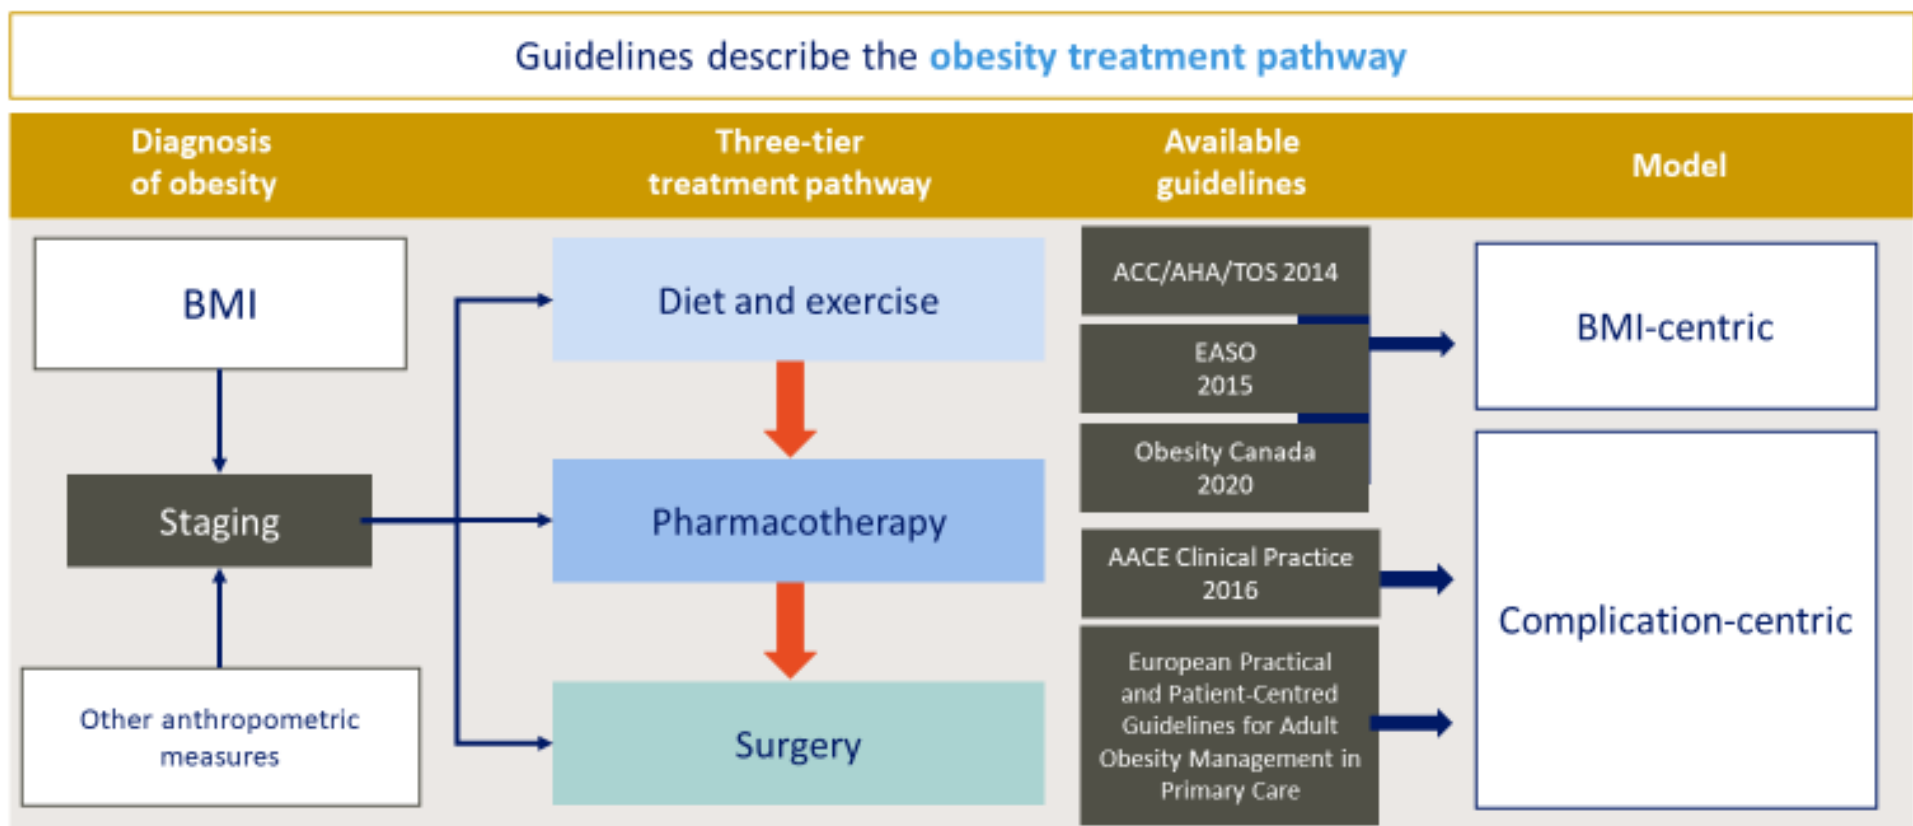 Guidelines describe the obesity treatment pathway
Diagnosis
of obesity
Three-tier
treatment pathway
Available
guidelines
Model
BMI
Staging
Other anthropometric
measures
Diet and exercise
Pharmacotherapy
Surgery
ACC/AHA/TOS 2014
EASO
2015
Obesity Canada
2020
AACE Clinical Practice
2016
European Practical
and Patient-Centred
Guidelines for Adult
Obesity Management in
Primary Care
BMI-centric
Complication-centric